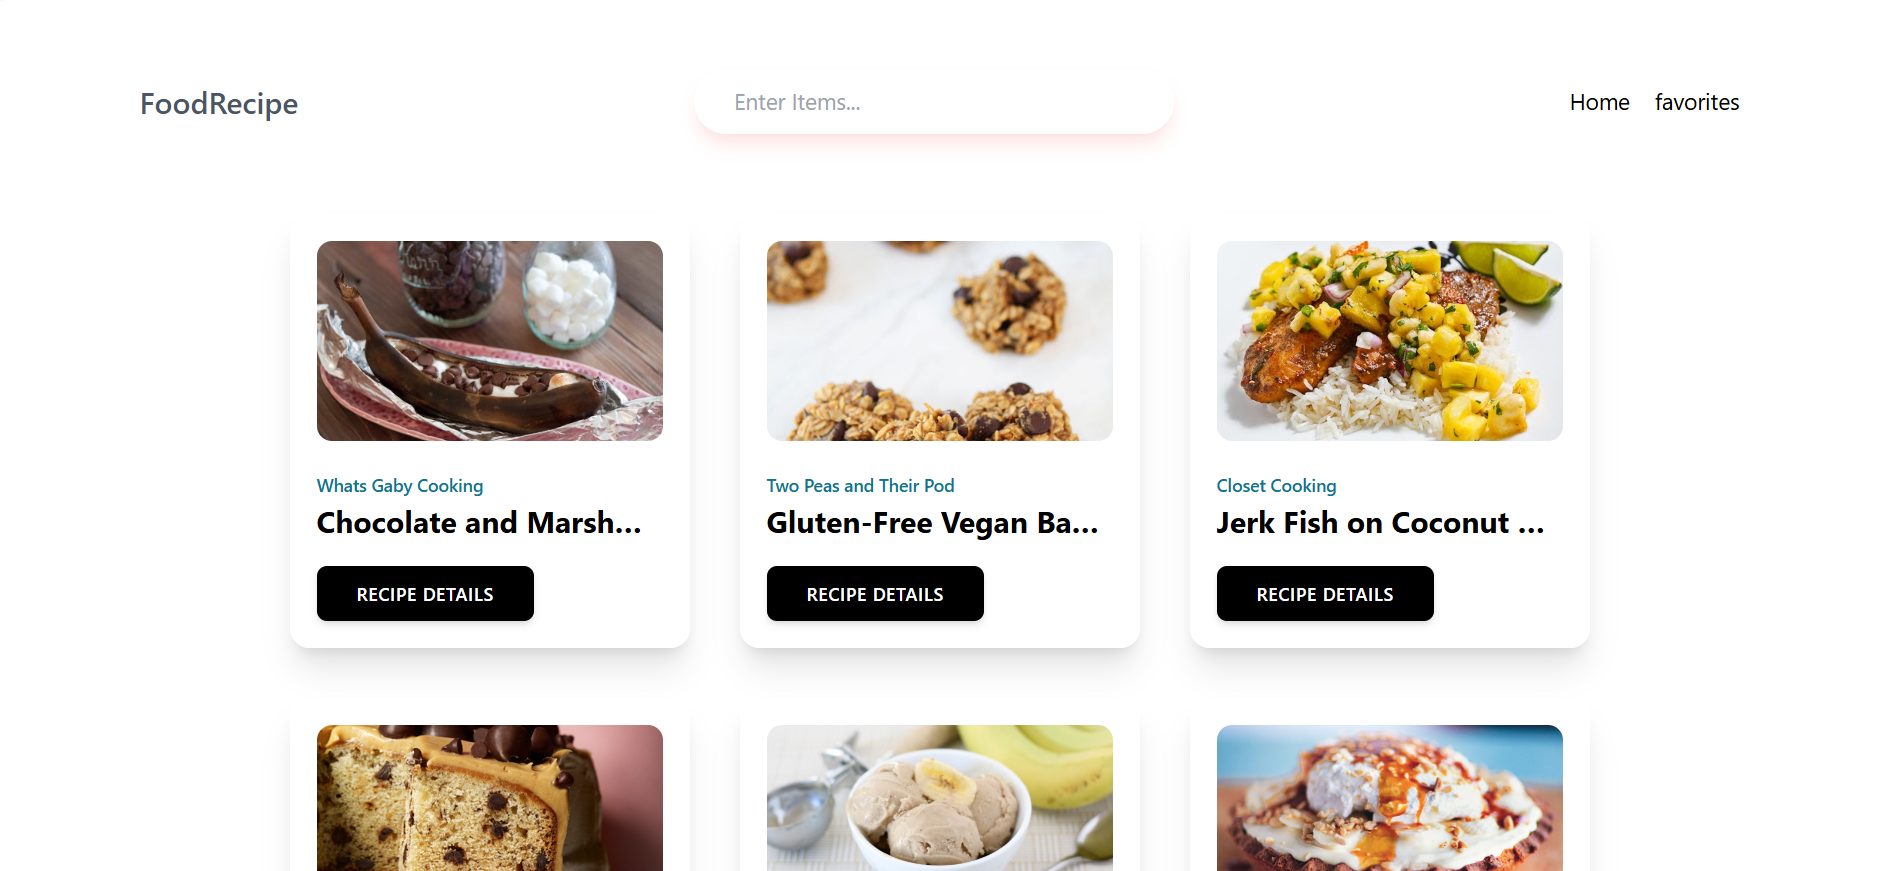 FoodRecipe
Enter Items...
Home
favorites
Whats Gaby Cooking
Chocolate and Marsh...
RECIPE DETAILS
Two Peas and Their Pod
Gluten-Free Vegan Ba...
RECIPE DETAILS
Closet Cooking
Jerk Fish on Coconut ...
RECIPE DETAILS